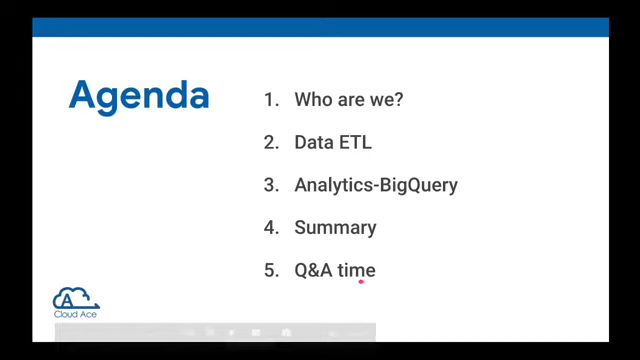 Agenda
1. Who are we?
2. Data ETL
3. Analytics-BigQuery
4. Summary
5. Q&A time
A
Cloud Ace